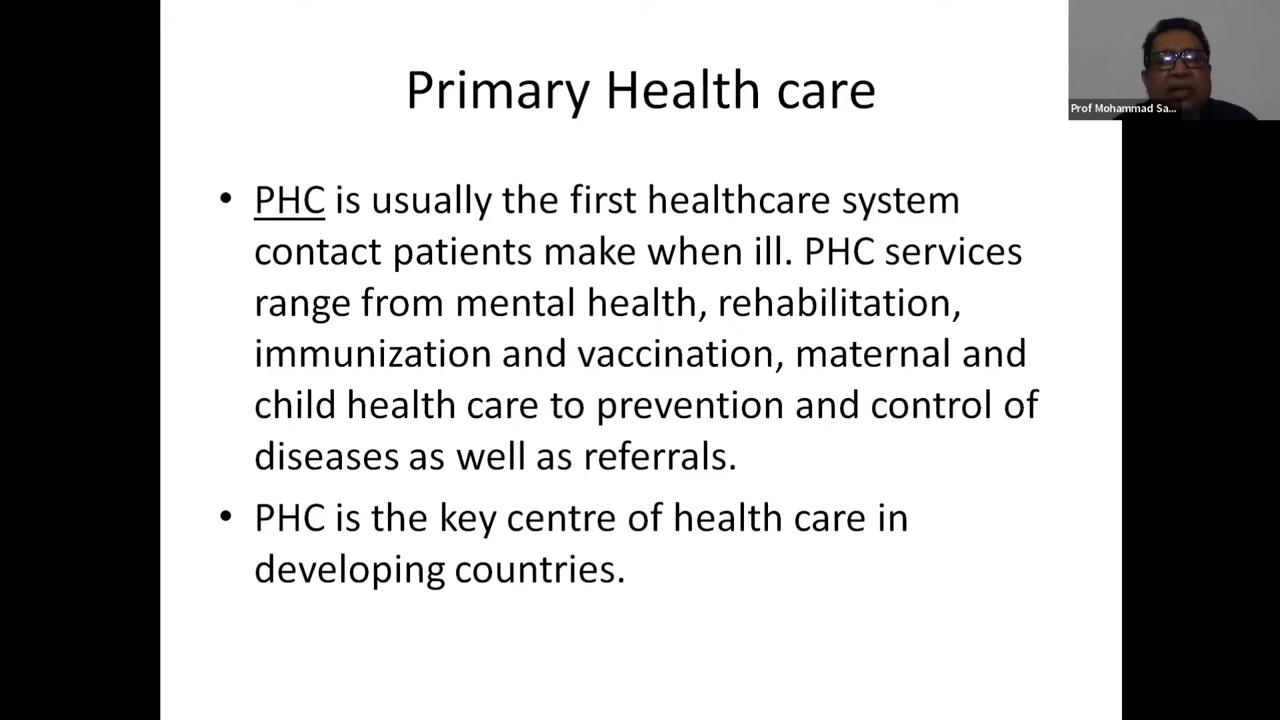 Primary Health care
Prof Mohammad Sa...
• PHC is usually the first healthcare system
contact patients make when ill. PHC services
range from mental health, rehabilitation,
immunization and vaccination, maternal and
child health care to prevention and control of
diseases as well as referrals.
• PHC is the key centre of health care in
developing countries.